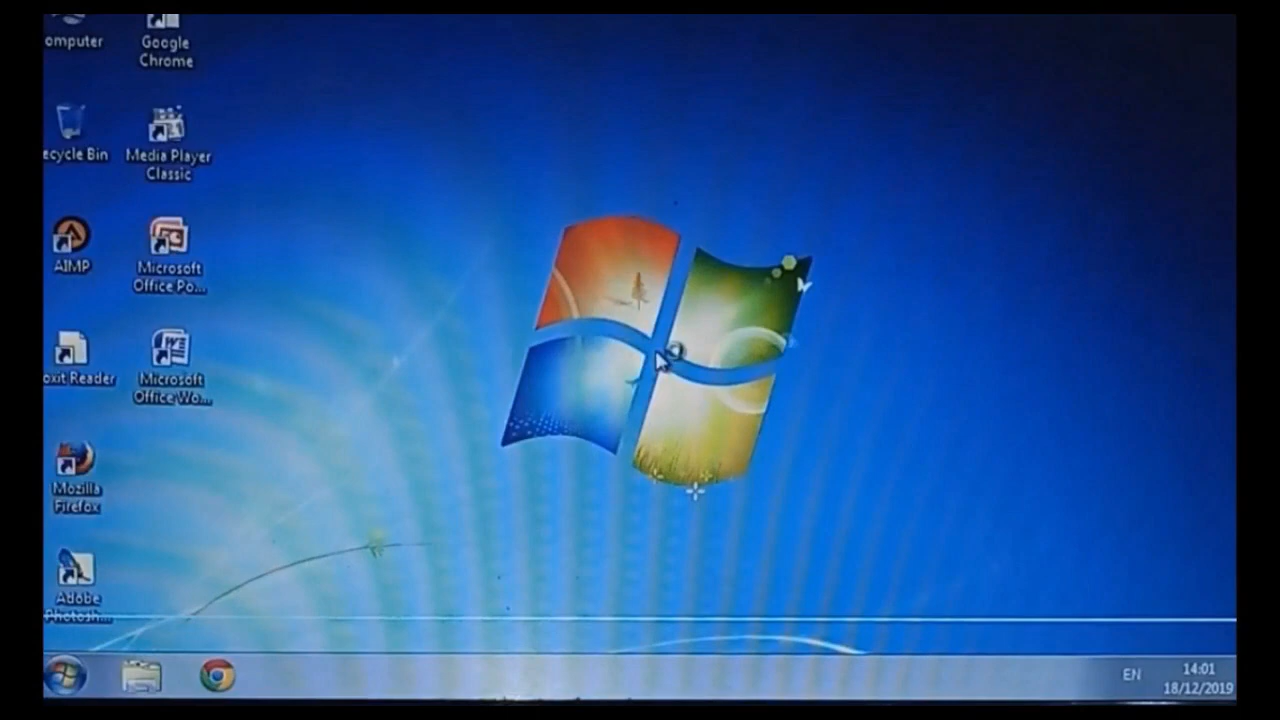 omputer
Google
Chrome
ecycle Bin
Media Player
Classic
AIMP
Microsoft
Office Po...
oxit Reader
Microsoft
Office Wo...
Mozilla
Firefox
Adobe
Photosh...
EN
14:01
18/12/2019